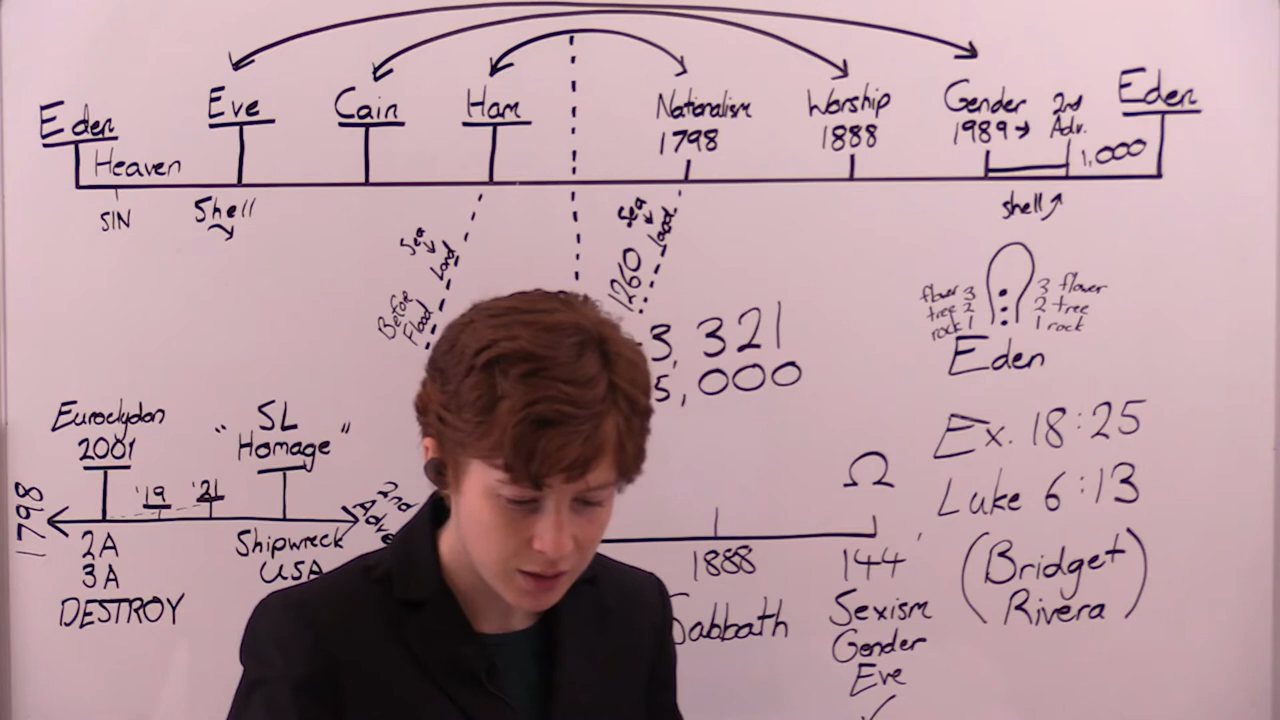 Eden
Heaven
SIN
Eve
Shell
Cain
Ham
Nationalism
1798
Worship
1888
Gender
1989→
2nd
Adv.
1,000
Eden
shell
Sea
Land
Before
Flood
1260
Sea
Land
3, 321
5,000
flower 3
tree 2
rock 1
3 flower
2 tree
1 rock
Eden
Ex. 18:25
Luke 6:13
(Bridget
Rivera)
1798
Euroclydon
2001
'19
'21
" SL
Homage "
2nd
2A
3A
DESTROY
Shipwreck
USA
1888
Sabbath
Ω
144
Sexism
Gender
Eve